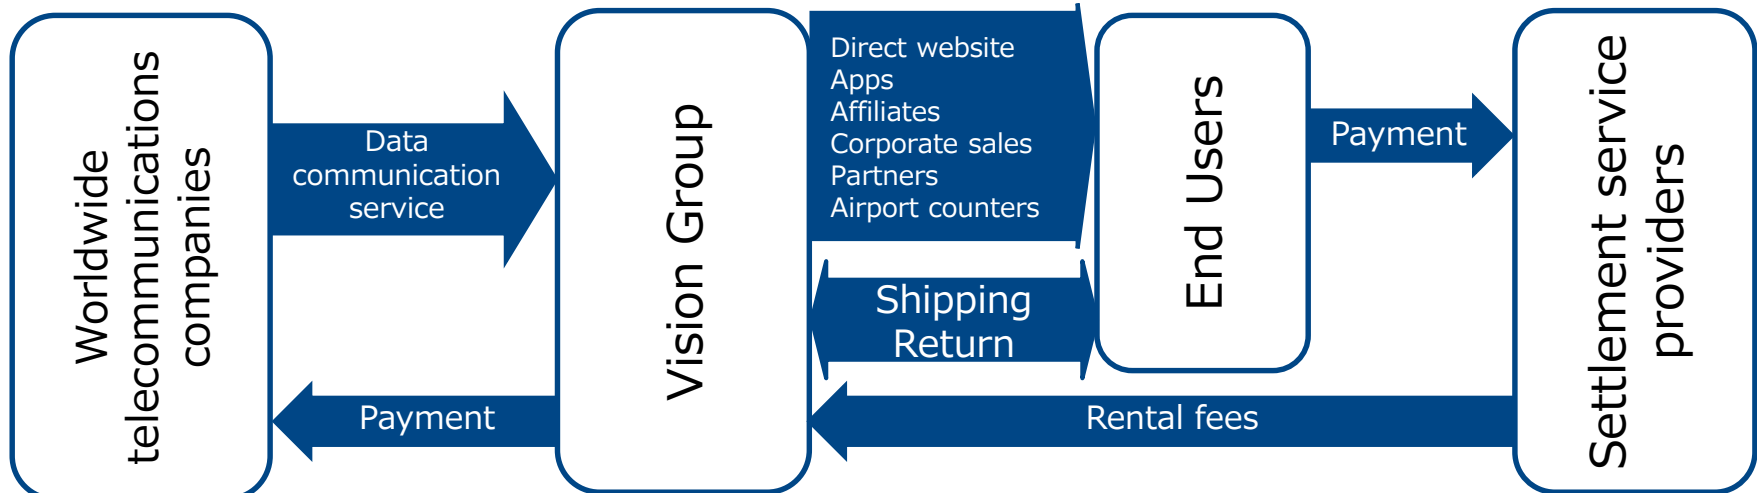 Worldwide
telecommunications
companies
Data
communication
service
Payment
Vision Group
Direct website
Apps
Affiliates
Corporate sales
Partners
Airport counters
Shipping
Return
End Users
Payment
Rental fees
Settlement service
providers